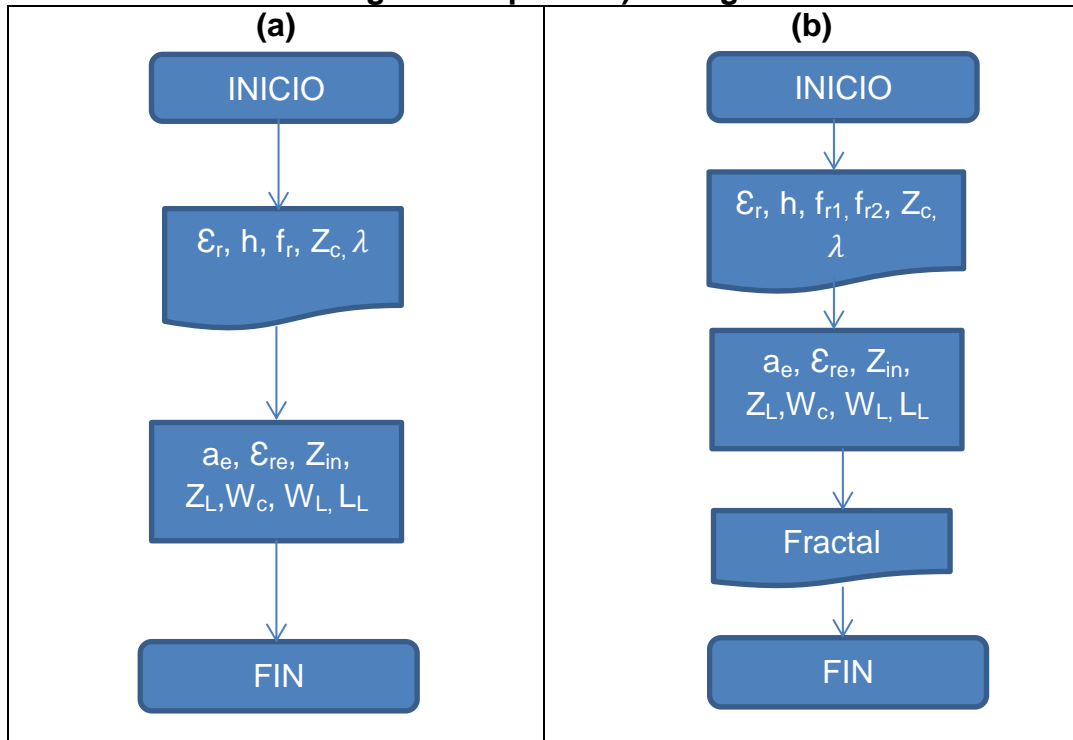 (a)
INICIO
Ɛr, h, fr, Zc, λ
ae, Ɛre, Zin,
ZL,Wc, WL, LL
FIN
(b)
INICIO
Ɛr, h, fr1, fr2, Zc,
λ
ae, Ɛre, Zin,
ZL,Wc, WL, LL
Fractal
FIN